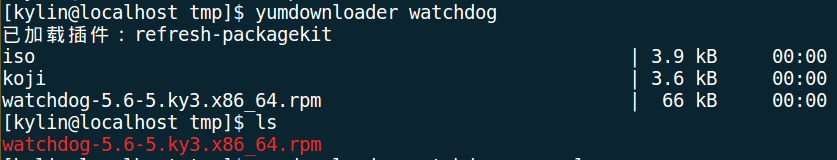 [kylin@localhost tmp]$ yumdownloader watchdog
已加载插件：refresh-packagekit
iso | 3.9 kB 00:00
koji | 3.6 kB 00:00
watchdog-5.6-5.ky3.x86_64.rpm | 66 kB 00:00
[kylin@localhost tmp]$ ls
watchdog-5.6-5.ky3.x86_64.rpm